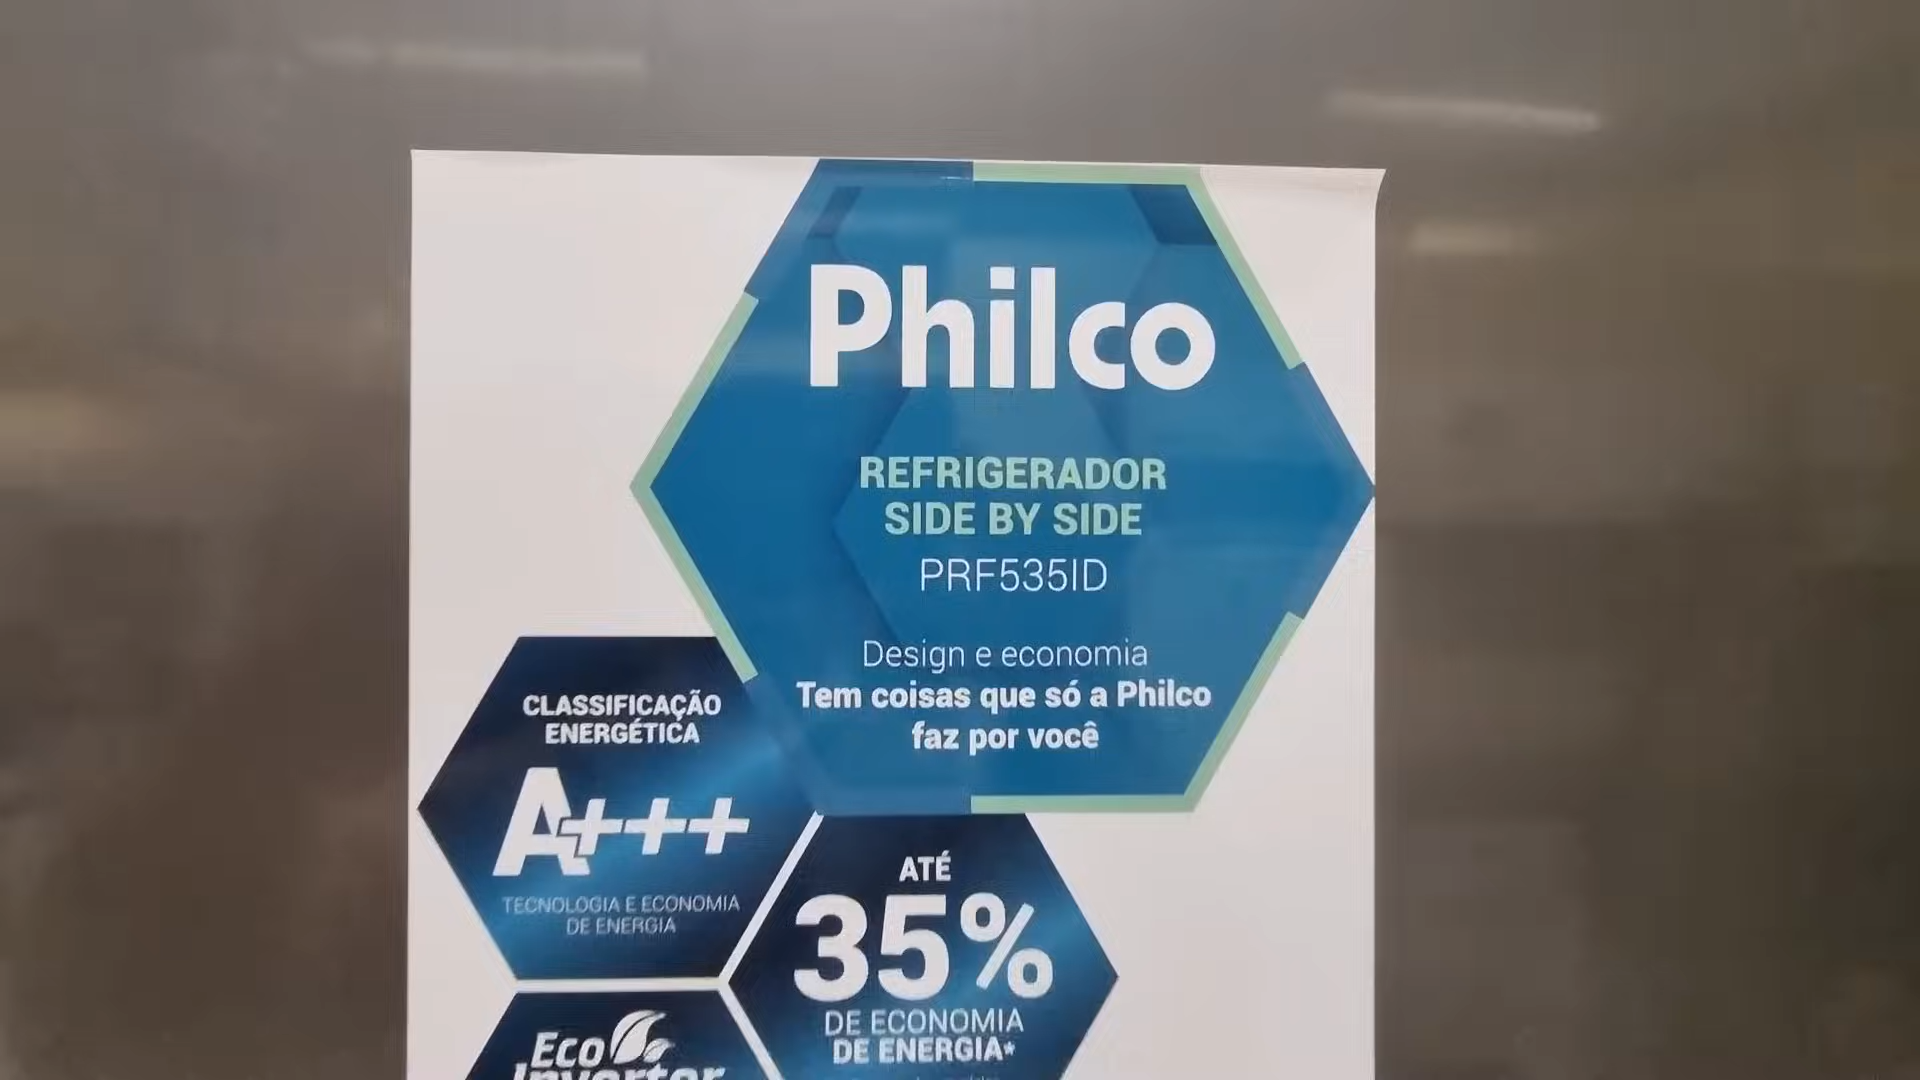 Philco
REFRIGERADOR
SIDE BY SIDE
PRF535ID
Design e economia
Tem coisas que só a Philco
faz por você
CLASSIFICAÇÃO
ENERGÉTICA
A+++
TECNOLOGIA E ECONOMIA
DE ENERGIA
ATÉ
35%
DE ECONOMIA
DE ENERGIA*
Eco
Inverter